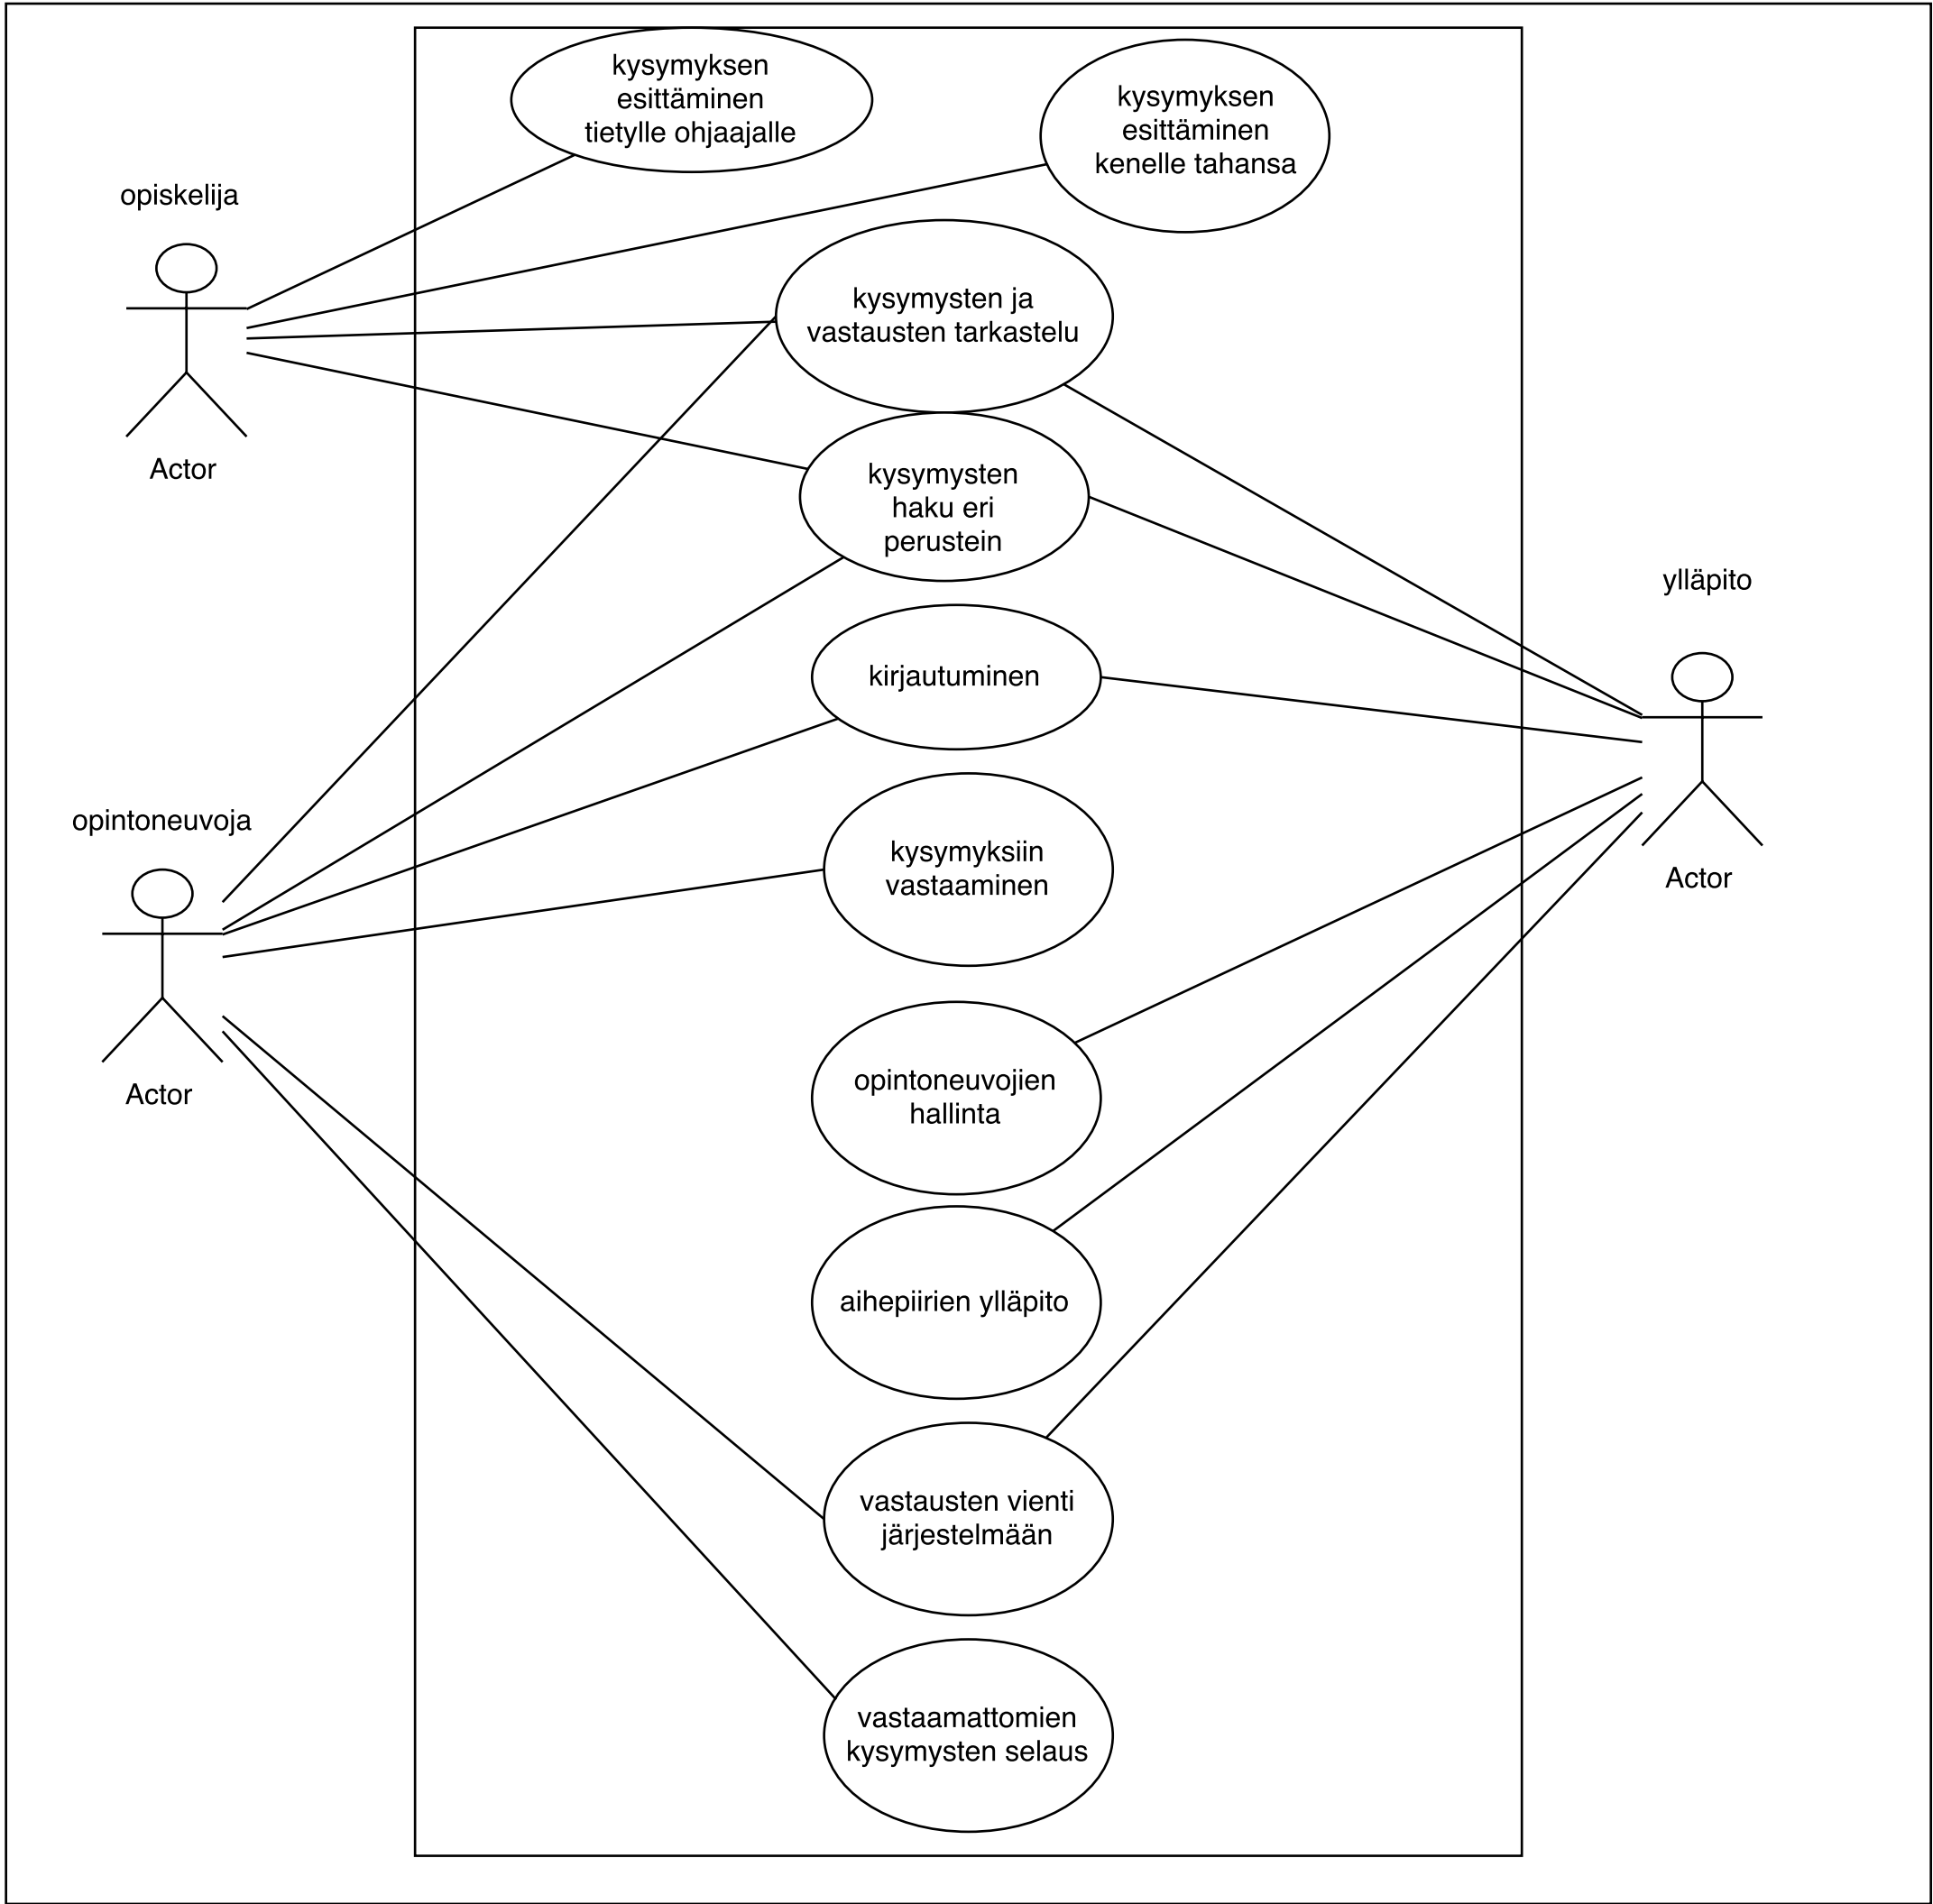 kysymyksen
esittäminen
tietylle ohjaajalle
kysymyksen
esittäminen
kenelle tahansa
opiskelija
Actor
kysymysten ja
vastausten tarkastelu
kysymysten
haku eri
perustein
ylläpito
Actor
kirjautuminen
opintoneuvoja
Actor
kysymyksiin
vastaaminen
opintoneuvojien
hallinta
aihepiirien ylläpito
vastausten vienti
järjestelmään
vastaamattomien
kysymysten selaus